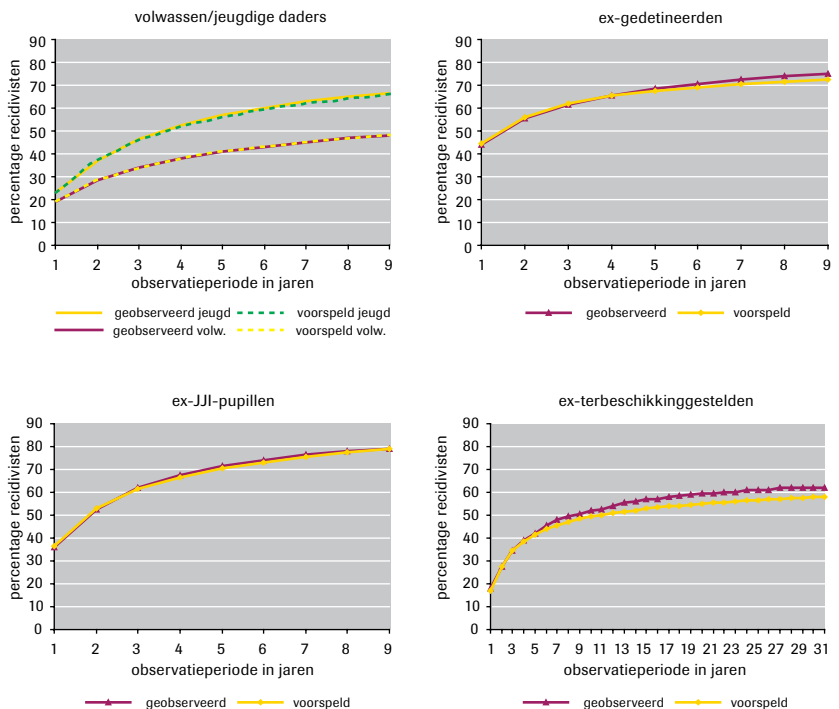 volwassen/jeugdige daders
percentage recidivisten
90
80
70
60
50
40
30
20
10
0
1 2 3 4 5 6 7 8 9
observatieperiode in jaren
geobserveerd jeugd voorspeld jeugd
geobserveerd volw. voorspeld volw.
ex-gedetineerden
percentage recidivisten
90
80
70
60
50
40
30
20
10
0
1 2 3 4 5 6 7 8 9
observatieperiode in jaren
geobserveerd voorspeld
ex-JJI-pupillen
percentage recidivisten
90
80
70
60
50
40
30
20
10
0
1 2 3 4 5 6 7 8 9
observatieperiode in jaren
geobserveerd voorspeld
ex-terbeschikkinggestelden
percentage recidivisten
90
80
70
60
50
40
30
20
10
0
1 3 5 7 9 11 13 15 17 19 21 23 25 27 29 31
observatieperiode in jaren
geobserveerd voorspeld